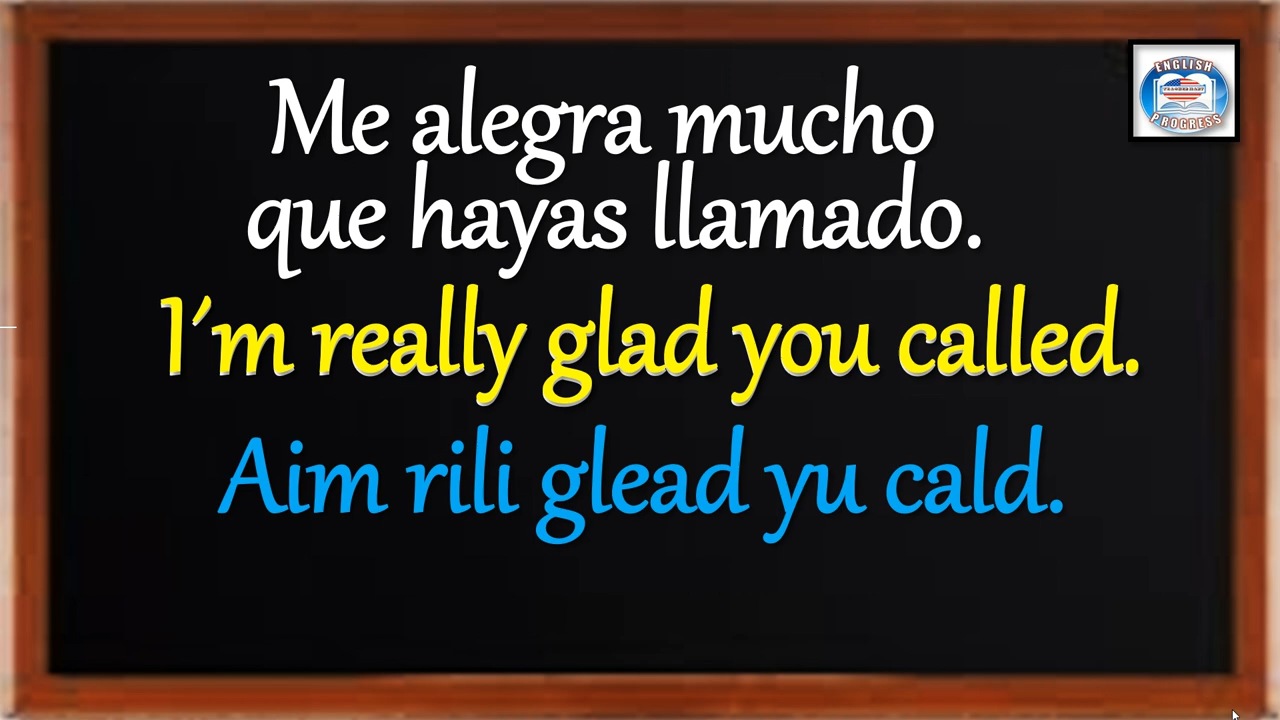 Me alegra mucho
que hayas llamado.
I´m really glad you called.
Aim rili glead yu cald.
ENGLISH
PROGRESS